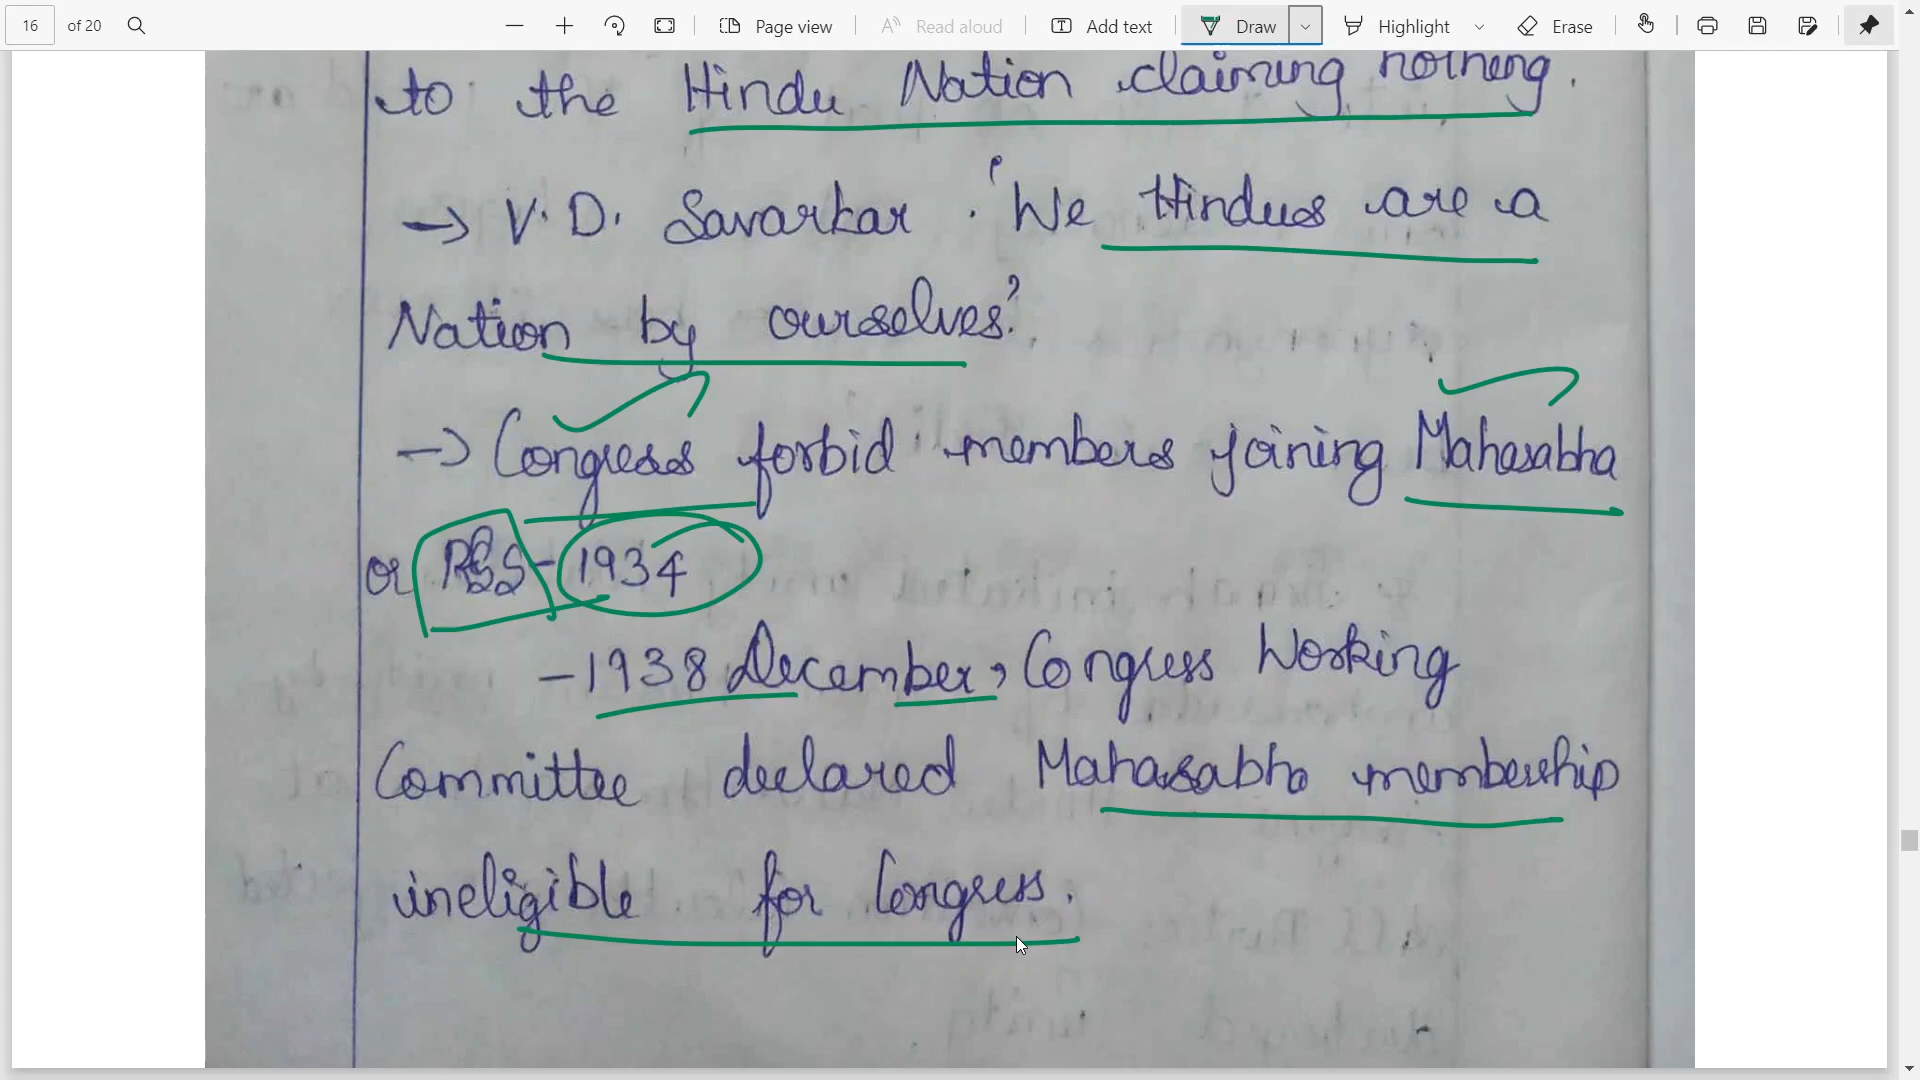 16 of 20 Page view Read aloud Add text Draw Highlight Erase
to the Hindu Nation claiming nothing.
→ V. D. Savarkar. 'We Hindus are a
Nation by ourselves.'
→ Congress forbid members joining Mahasabha
or RSS - 1934
- 1938 December, Congress Working
Committee declared Mahasabha membership
ineligible for Congress.